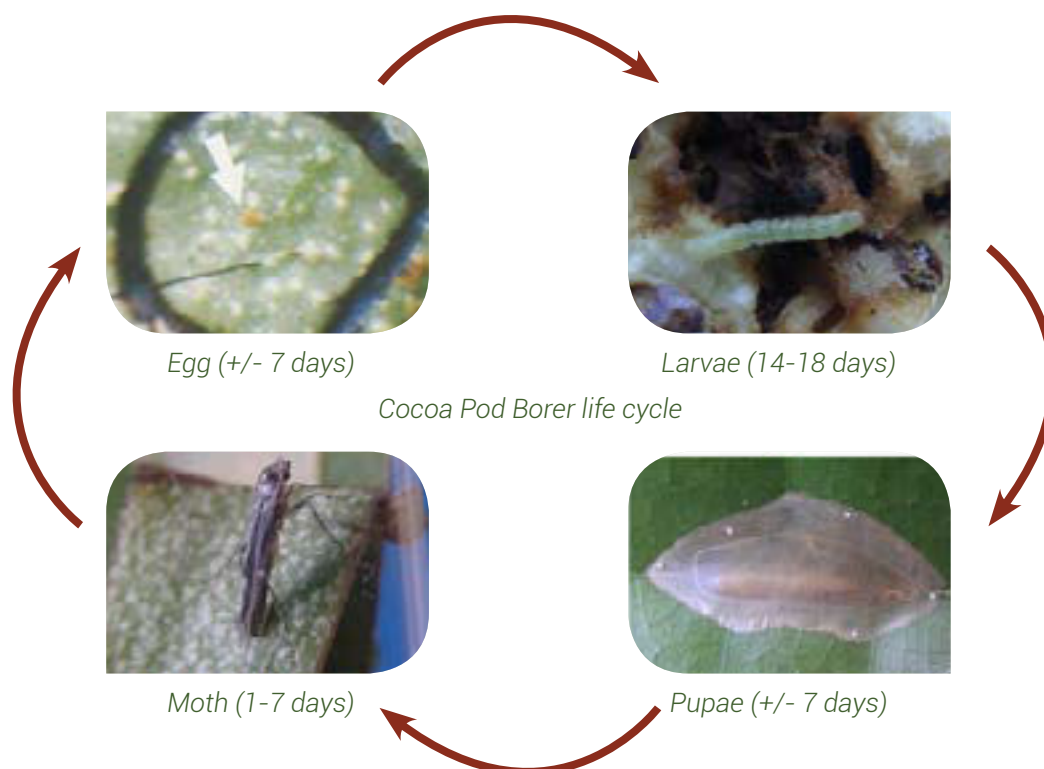 Egg (+/- 7 days)
Larvae (14-18 days)
Cocoa Pod Borer life cycle
Moth (1-7 days)
Pupae (+/- 7 days)